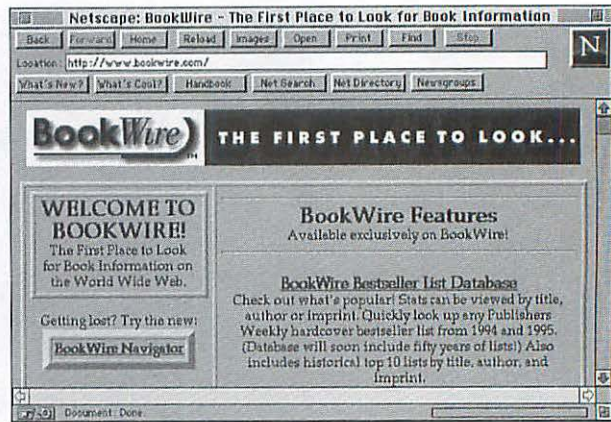 Netscape: BookWire - The First Place to Look for Book Information
Back Forward Home Reload Images Open Print Find Stop
N
Location: http://www.bookwire.com/
What's New? What's Cool? Handbook Net Search Net Directory Newsgroups
BookWire™ THE FIRST PLACE TO LOOK...
WELCOME TO
BOOKWIRE!
The First Place to Look
for Book Information on
the World Wide Web.
Getting lost? Try the new:
BookWire Navigator
BookWire Features
Available exclusively on BookWire!
BookWire Bestseller List Database
Check out what's popular! Stats can be viewed by title,
author or imprint. Quickly look up any Publishers
Weekly hardcover bestseller list from 1994 and 1995.
(Database will soon include fifty years of lists!) Also
includes historical top 10 lists by title, author, and
imprint.
Document: Done.